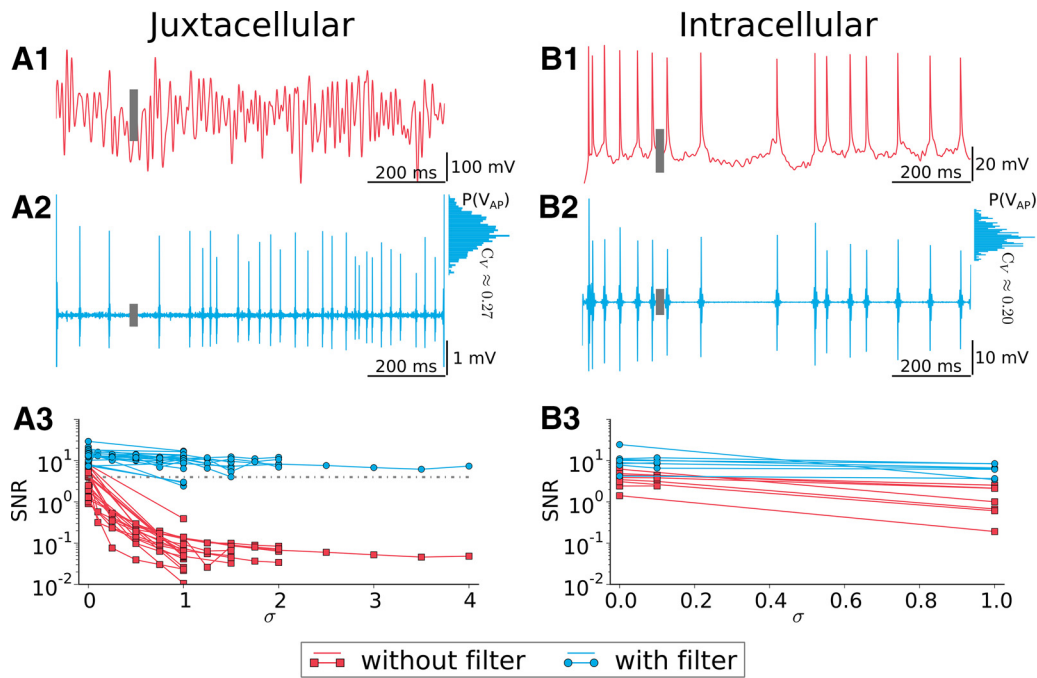 Juxtacellular
Intracellular
A1
100 mV
200 ms
B1
20 mV
200 ms
A2
P(V_AP)
C_V ≈ 0.27
1 mV
200 ms
B2
P(V_AP)
C_V ≈ 0.20
10 mV
200 ms
A3
SNR
10^1
10^0
10^-1
10^-2
0 1 2 3 4
σ
B3
SNR
10^1
10^0
10^-1
10^-2
0.0 0.2 0.4 0.6 0.8 1.0
σ
without filter with filter